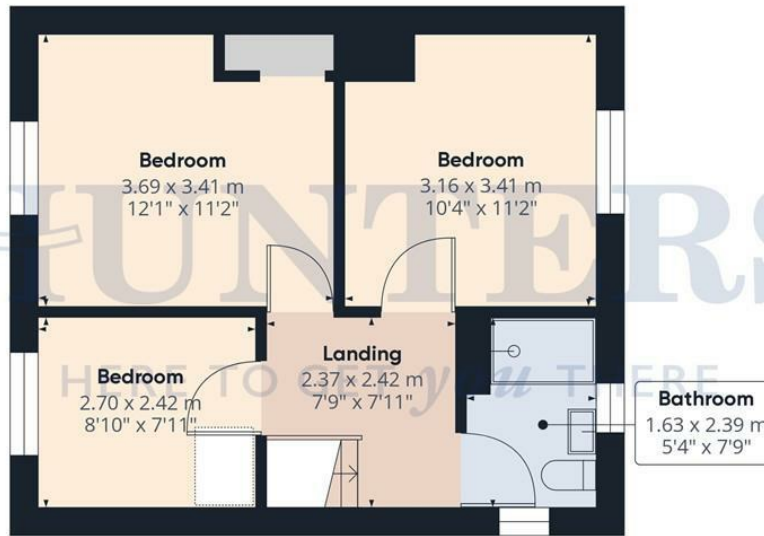 Bedroom
3.69 x 3.41 m
12'1" x 11'2"
Bedroom
3.16 x 3.41 m
10'4" x 11'2"
HUNTERS
HERE TO GET you THERE
Bedroom
2.70 x 2.42 m
8'10" x 7'11"
Landing
2.37 x 2.42 m
7'9" x 7'11"
Bathroom
1.63 x 2.39 m
5'4" x 7'9"